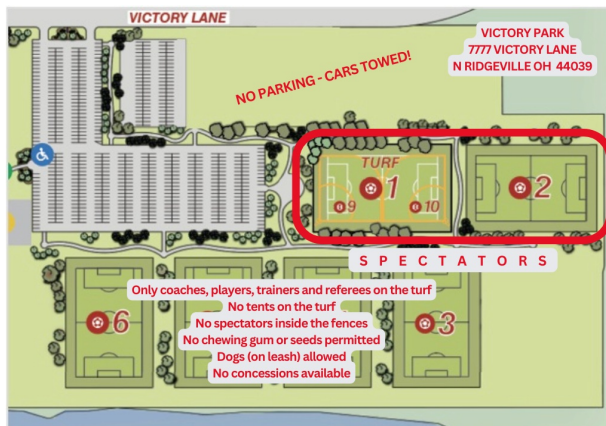 VICTORY LANE
VICTORY PARK
7777 VICTORY LANE
N RIDGEVILLE OH 44039
NO PARKING - CARS TOWED!
TURF
1
9
10
2
S P E C T A T O R S
Only coaches, players, trainers and referees on the turf
No tents on the turf
No spectators inside the fences
No chewing gum or seeds permitted
Dogs (on leash) allowed
No concessions available
6
3